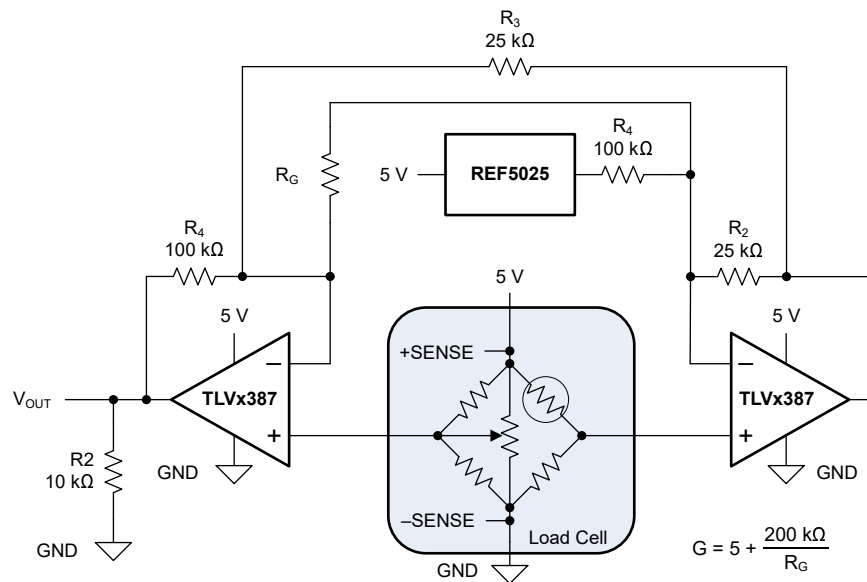 R3
25 kΩ
R4
100 kΩ
5 V
REF5025
RG
R4
100 kΩ
R2
25 kΩ
5 V
5 V
5 V
+SENSE
VOUT
TLVx387
−
+
TLVx387
−
+
R2
10 kΩ
GND
GND
–SENSE
Load Cell
GND
GND
G = 5 + 200 kΩ / RG